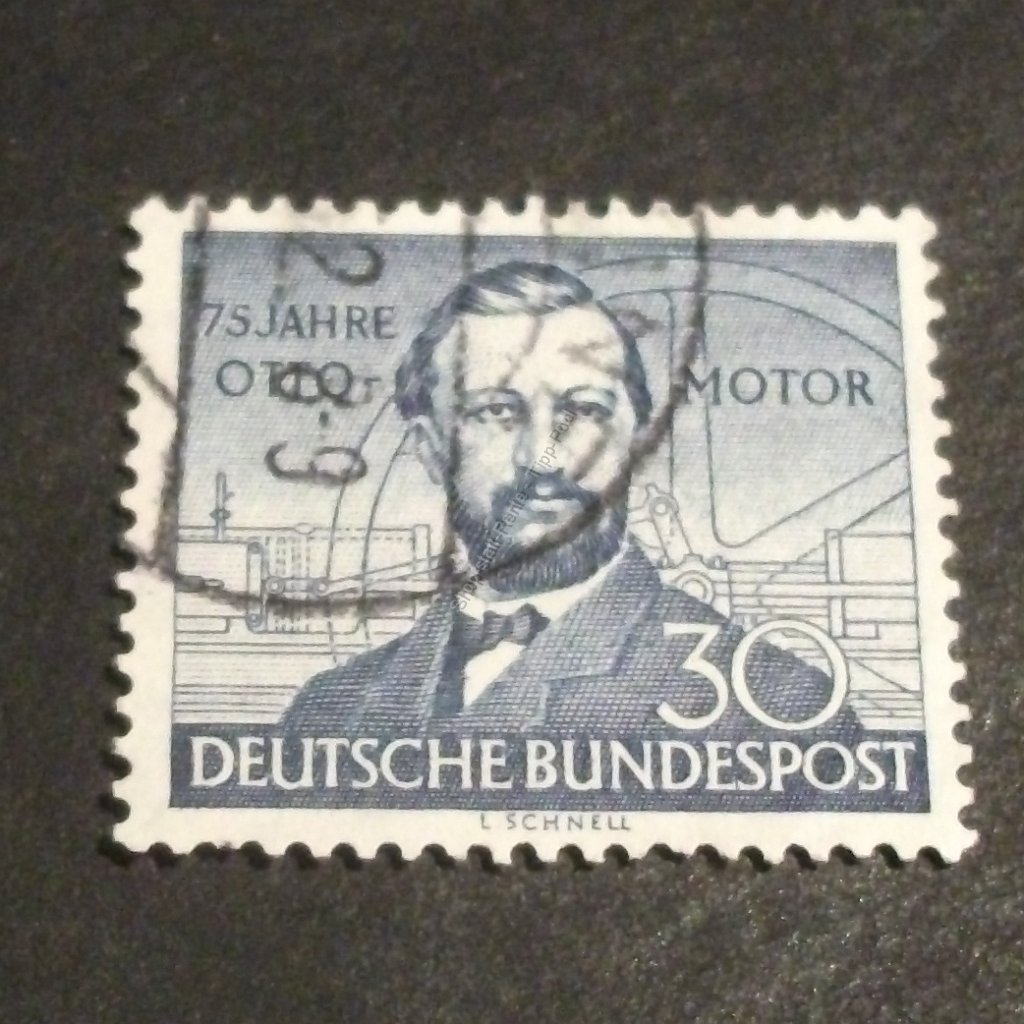 75 JAHRE
OTTO- MOTOR
30
DEUTSCHE BUNDESPOST
L SCHNELL